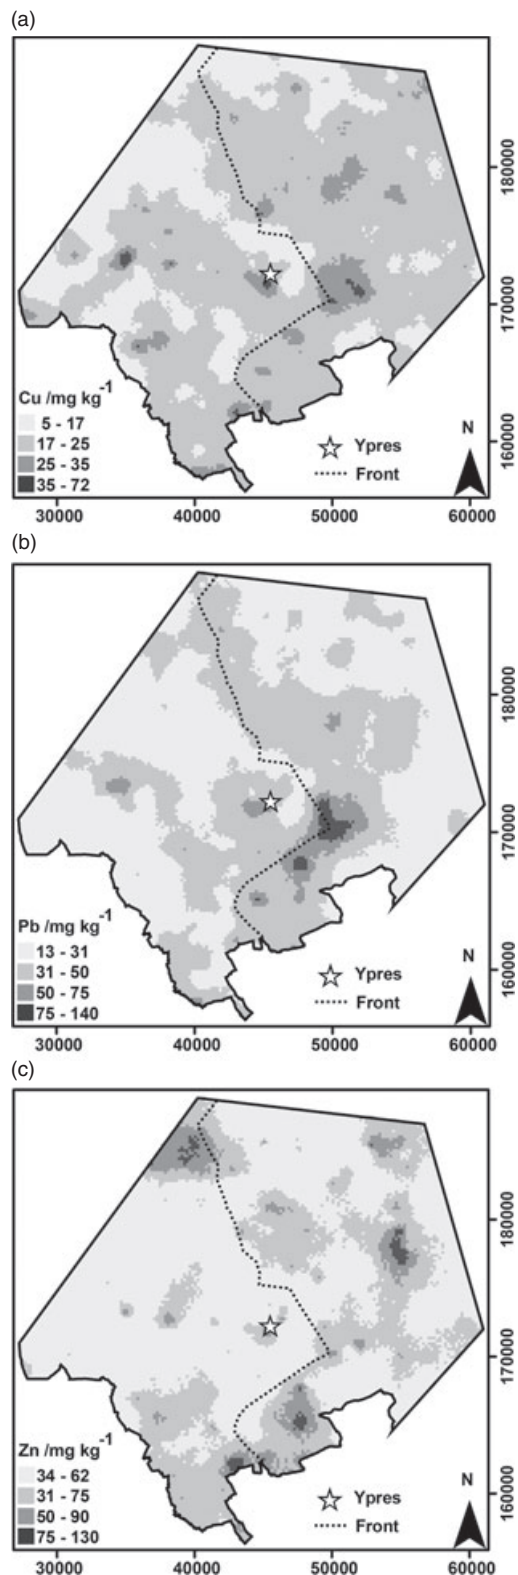 (a)
180000
170000
160000
Cu /mg kg-1
5 - 17
17 - 25
25 - 35
35 - 72
Ypres
Front
N
30000 40000 50000 60000
(b)
180000
170000
160000
Pb /mg kg-1
13 - 31
31 - 50
50 - 75
75 - 140
Ypres
Front
N
30000 40000 50000 60000
(c)
180000
170000
160000
Zn /mg kg-1
34 - 62
31 - 75
50 - 90
75 - 130
Ypres
Front
N
30000 40000 50000 60000